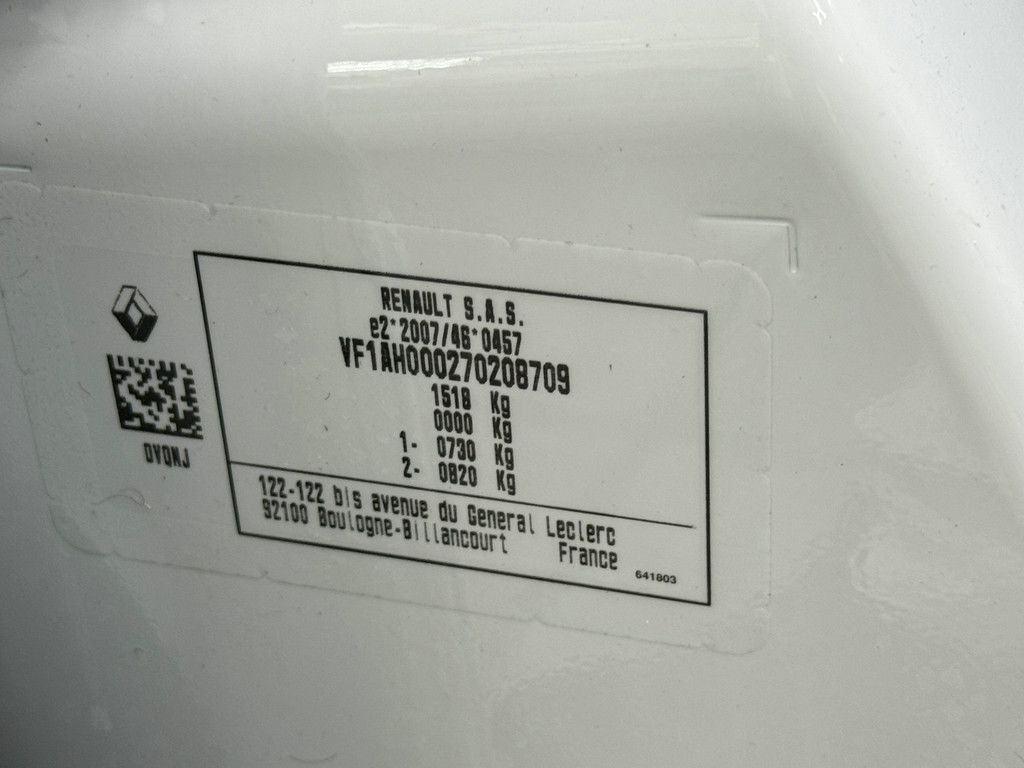 RENAULT S.A.S.
e2*2007/46*0457
VF1AH000270208709
1518 Kg
0000 Kg
1- 0730 Kg
2- 0820 Kg
DVQNJ
122-122 bis avenue du General Leclerc
92100 Boulogne-Billancourt France
641803